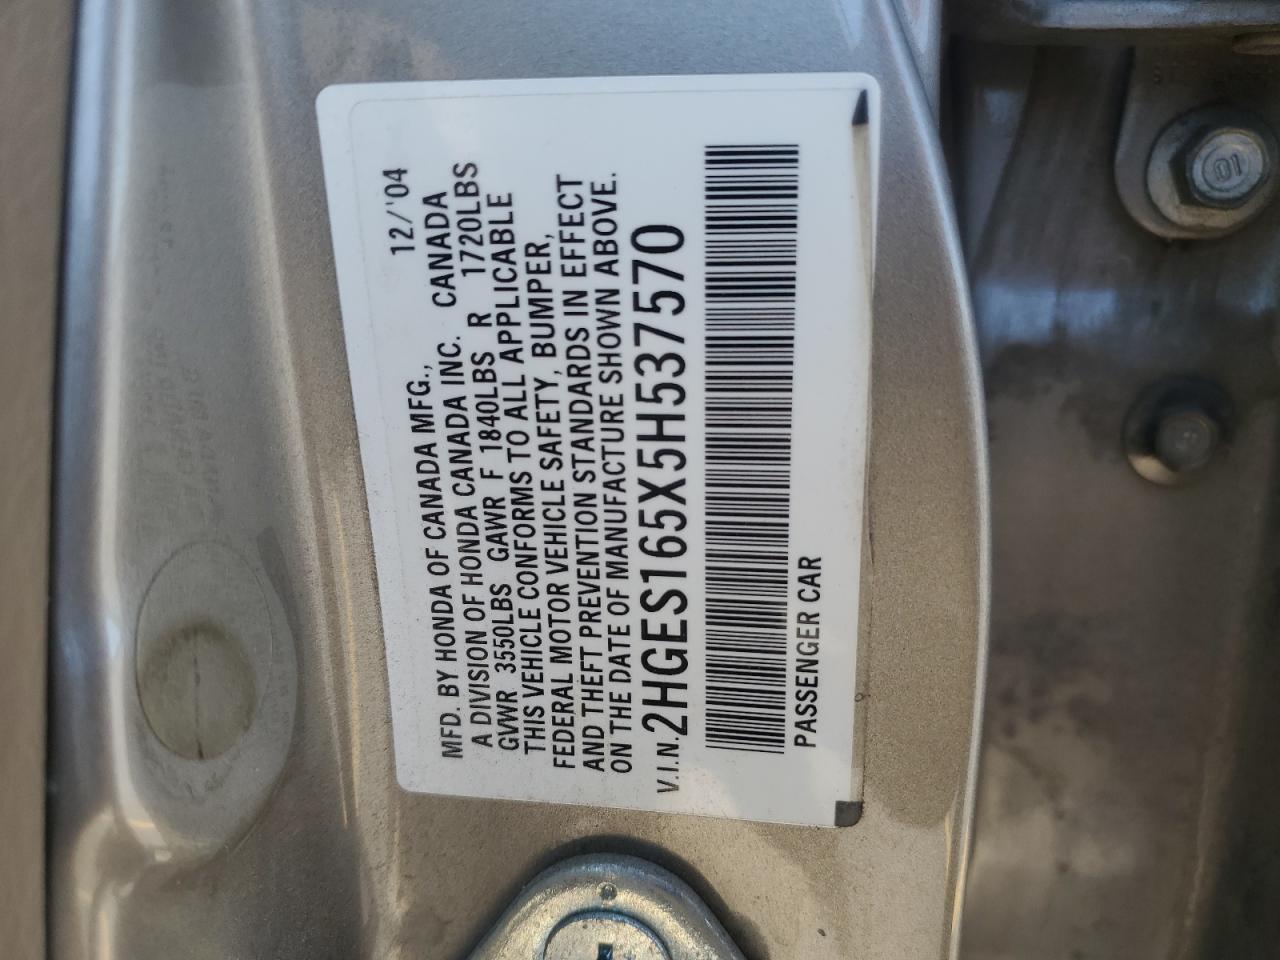 MFD. BY HONDA OF CANADA MFG., 12/'04
A DIVISION OF HONDA CANADA INC. CANADA
GVWR 3550LBS GAWR F 1840LBS R 1720LBS
THIS VEHICLE CONFORMS TO ALL APPLICABLE
FEDERAL MOTOR VEHICLE SAFETY, BUMPER,
AND THEFT PREVENTION STANDARDS IN EFFECT
ON THE DATE OF MANUFACTURE SHOWN ABOVE.
V.I.N. 2HGES165X5H537570
PASSENGER CAR
10